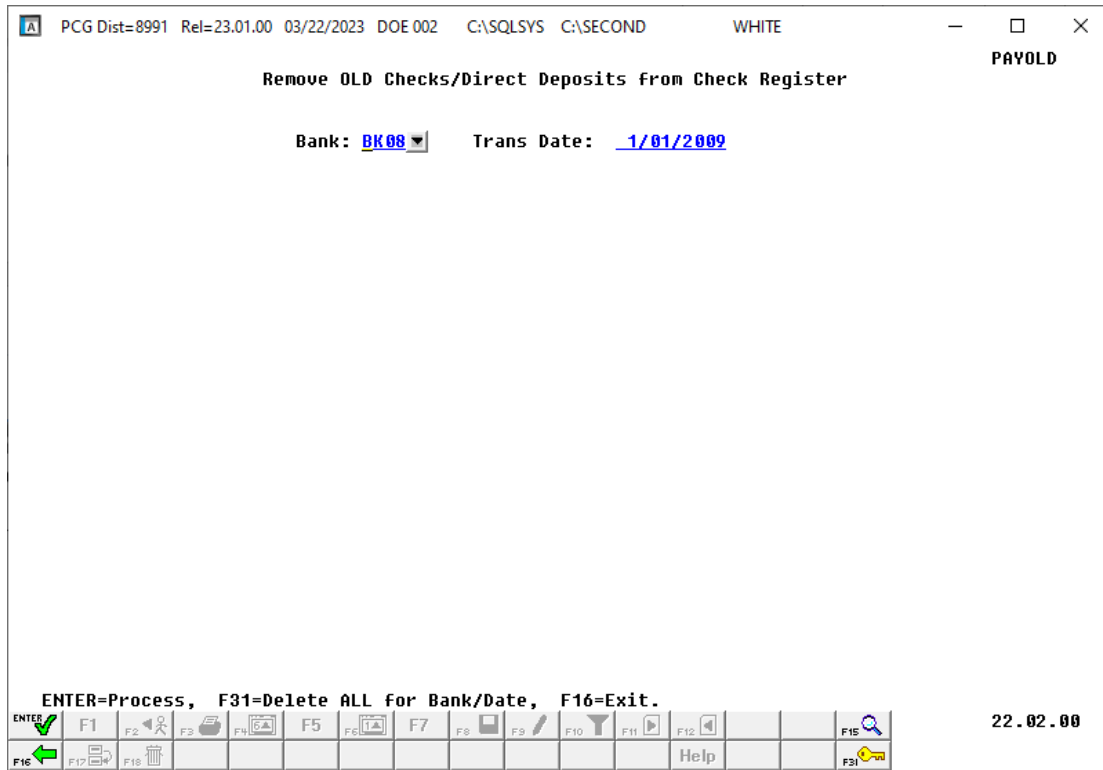 A PCG Dist=8991 Rel=23.01.00 03/22/2023 DOE 002 C:\SQLSYS C:\SECOND WHITE
PAYOLD
Remove OLD Checks/Direct Deposits from Check Register
Bank: BK08 Trans Date: 1/01/2009
ENTER=Process, F31=Delete ALL for Bank/Date, F16=Exit.
ENTER F1 F2 F3 F4 F5 F6 F7 F8 F9 F10 F11 F12 F15 22.02.00
F16 F17 F18 Help F31